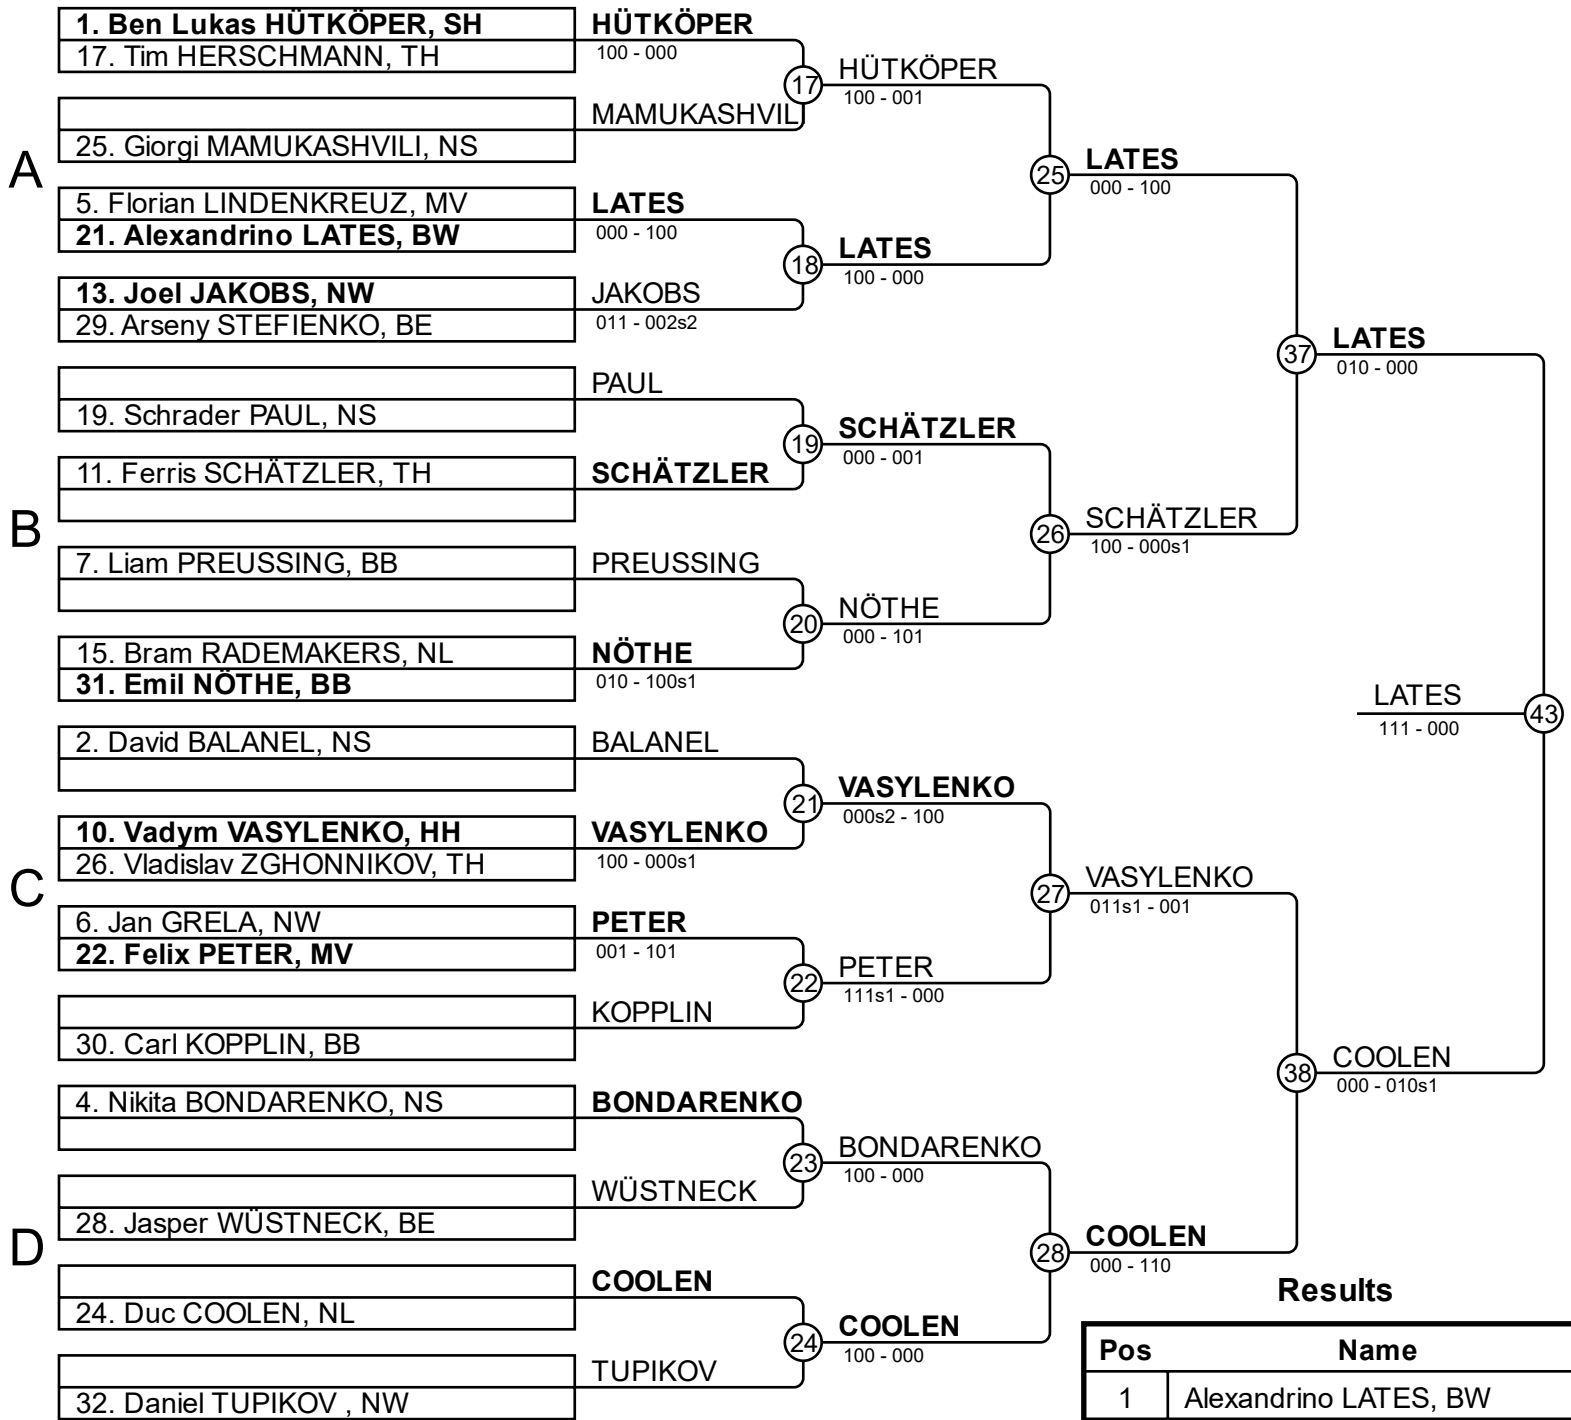 1. Ben Lukas HÜTKÖPER, SH
17. Tim HERSCHMANN, TH
HÜTKÖPER
100 - 000
17
HÜTKÖPER
100 - 001
MAMUKASHVIL
25. Giorgi MAMUKASHVILI, NS
A
25
LATES
000 - 100
5. Florian LINDENKREUZ, MV
21. Alexandrino LATES, BW
LATES
000 - 100
18
LATES
100 - 000
13. Joel JAKOBS, NW
29. Arseny STEFIENKO, BE
JAKOBS
011 - 002s2
37
LATES
010 - 000
PAUL
19. Schrader PAUL, NS
19
SCHÄTZLER
000 - 001
11. Ferris SCHÄTZLER, TH
SCHÄTZLER
B
26
SCHÄTZLER
100 - 000s1
7. Liam PREUSSING, BB
PREUSSING
20
NÖTHE
000 - 101
15. Bram RADEMAKERS, NL
31. Emil NÖTHE, BB
NÖTHE
010 - 100s1
LATES
111 - 000
43
2. David BALANEL, NS
BALANEL
21
VASYLENKO
000s2 - 100
10. Vadym VASYLENKO, HH
26. Vladislav ZGHONNIKOV, TH
VASYLENKO
100 - 000s1
C
27
VASYLENKO
011s1 - 001
6. Jan GRELA, NW
22. Felix PETER, MV
PETER
001 - 101
22
PETER
111s1 - 000
KOPPLIN
30. Carl KOPPLIN, BB
38
COOLEN
000 - 010s1
4. Nikita BONDARENKO, NS
BONDARENKO
23
BONDARENKO
100 - 000
WÜSTNECK
28. Jasper WÜSTNECK, BE
D
28
COOLEN
000 - 110
COOLEN
24. Duc COOLEN, NL
24
COOLEN
100 - 000
TUPIKOV
32. Daniel TUPIKOV , NW
Results
Pos Name
1 Alexandrino LATES, BW